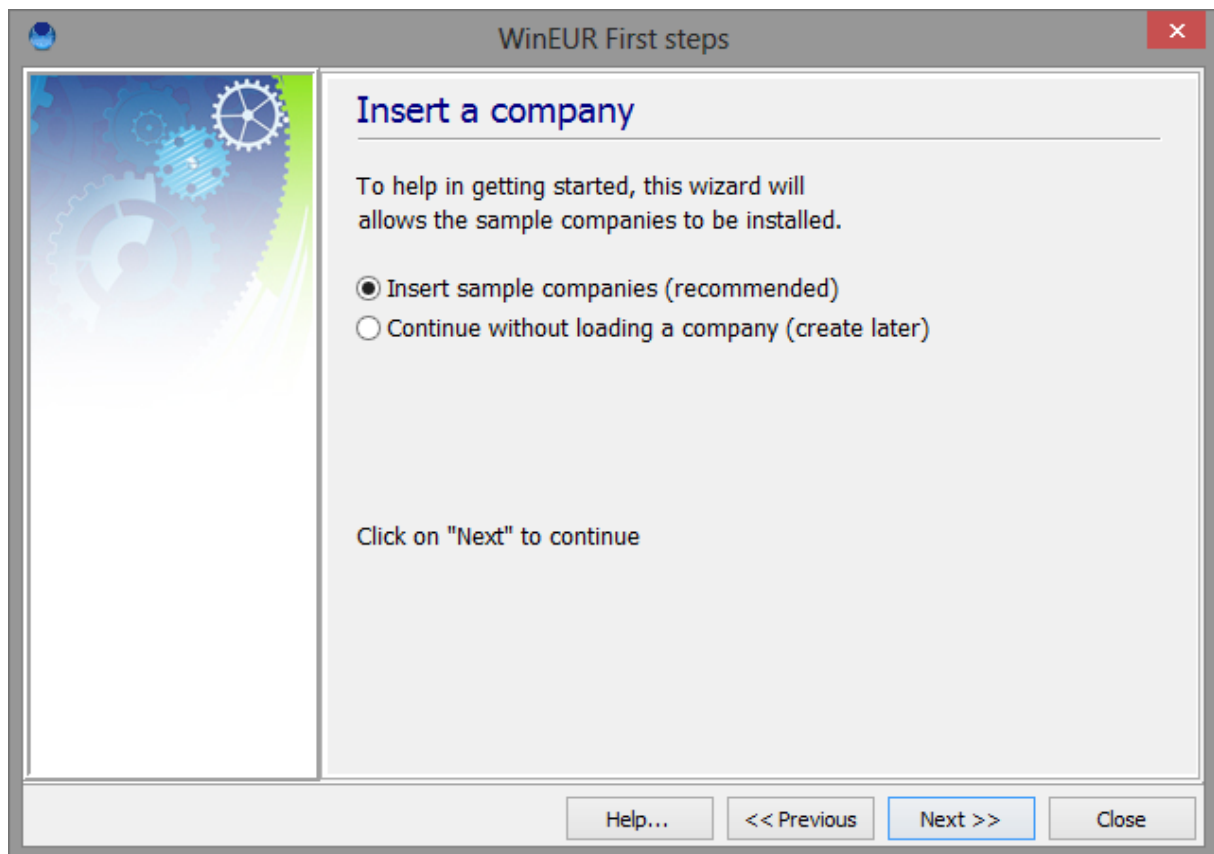 WinEUR First steps
Insert a company
To help in getting started, this wizard will
allows the sample companies to be installed.
Insert sample companies (recommended)
Continue without loading a company (create later)
Click on "Next" to continue
Help...
<< Previous
Next >>
Close